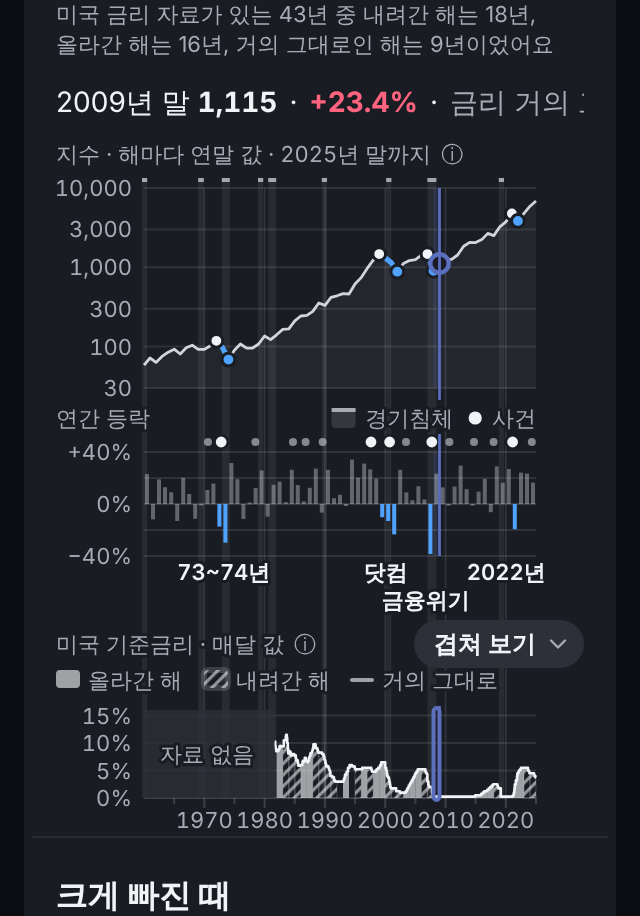 미국 금리 자료가 있는 43년 중 내려간 해는 18년,
올라간 해는 16년, 거의 그대로인 해는 9년이었어요
2009년 말 1,115 · +23.4% · 금리 거의
지수 · 해마다 연말 값 · 2025년 말까지 ⓘ
10,000
3,000
1,000
300
100
30
연간 등락 경기침체 사건
+40%
0%
−40%
73~74년 닷컴 2022년
금융위기
미국 기준금리 · 매달 값 ⓘ 겹쳐 보기
올라간 해 내려간 해 거의 그대로
15%
10%
자료 없음
5%
0%
1970 1980 1990 2000 2010 2020
크게 빠진 때